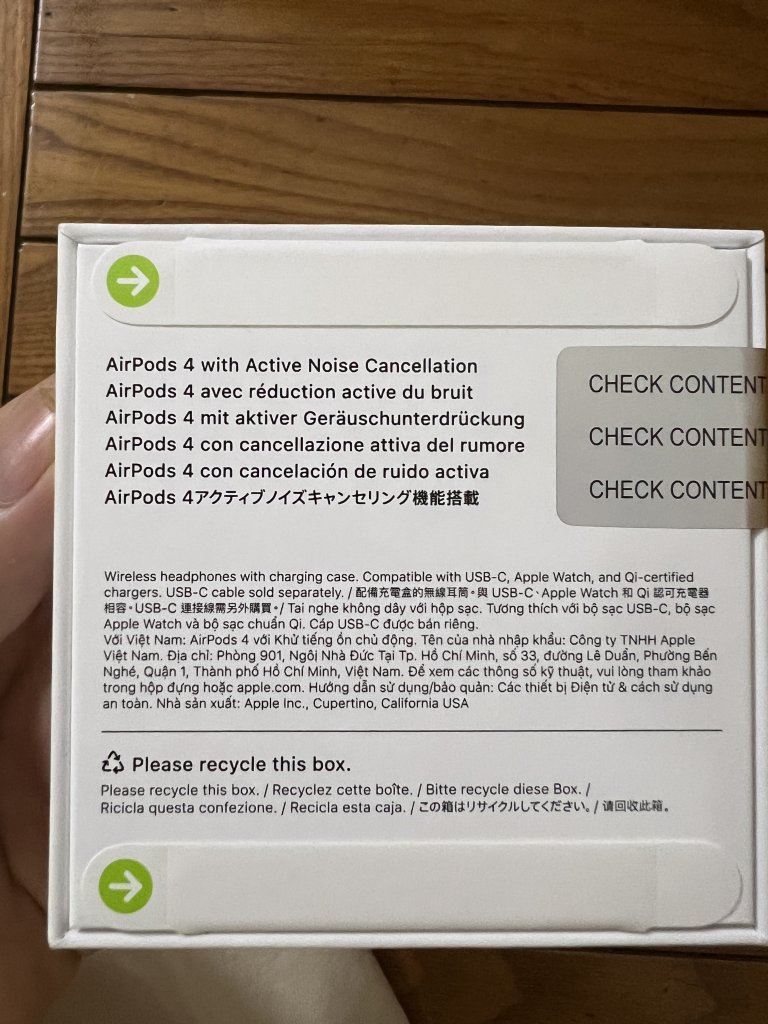 AirPods 4 with Active Noise Cancellation
AirPods 4 avec réduction active du bruit
AirPods 4 mit aktiver Geräuschunterdrückung
AirPods 4 con cancellazione attiva del rumore
AirPods 4 con cancelación de ruido activa
AirPods 4アクティブノイズキャンセリング機能搭載
CHECK CONTENT
CHECK CONTENT
CHECK CONTENT
Wireless headphones with charging case. Compatible with USB-C, Apple Watch, and Qi-certified
chargers. USB-C cable sold separately. / 配備充電盒的無線耳筒。與 USB-C、Apple Watch 和 Qi 認可充電器
相容。USB-C 連接線需另外購買。/ Tai nghe không dây với hộp sạc. Tương thích với bộ sạc USB-C, bộ sạc
Apple Watch và bộ sạc chuẩn Qi. Cáp USB-C được bán riêng.
Với Việt Nam: AirPods 4 với Khử tiếng ồn chủ động. Tên của nhà nhập khẩu: Công ty TNHH Apple
Việt Nam. Địa chỉ: Phòng 901, Ngôi Nhà Đức Tại Tp. Hồ Chí Minh, số 33, đường Lê Duẩn, Phường Bến
Nghé, Quận 1, Thành phố Hồ Chí Minh, Việt Nam. Để xem các thông số kỹ thuật, vui lòng tham khảo
trong hộp đựng hoặc apple.com. Hướng dẫn sử dụng/bảo quản: Các thiết bị Điện tử & cách sử dụng
an toàn. Nhà sản xuất: Apple Inc., Cupertino, California USA
Please recycle this box.
Please recycle this box. / Recyclez cette boîte. / Bitte recycle diese Box. /
Ricicla questa confezione. / Recicla esta caja. / この箱はリサイクルしてください。/ 请回收此箱。